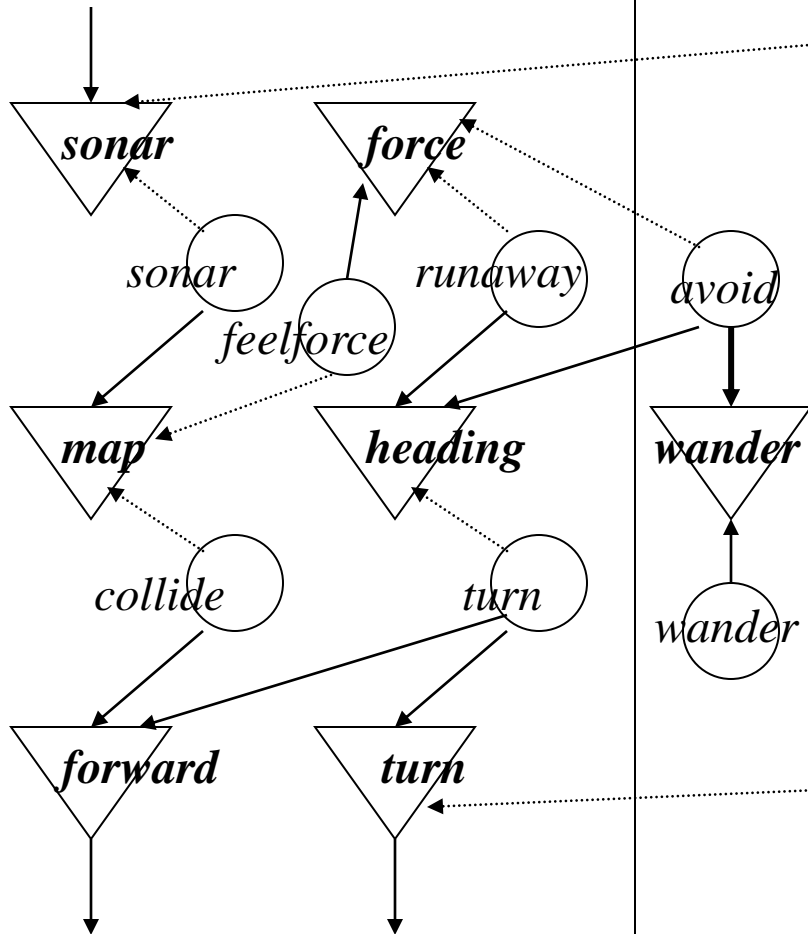 sonar
force
sonar
runaway
avoid
feelforce
map
heading
wander
collide
turn
wander
forward
turn